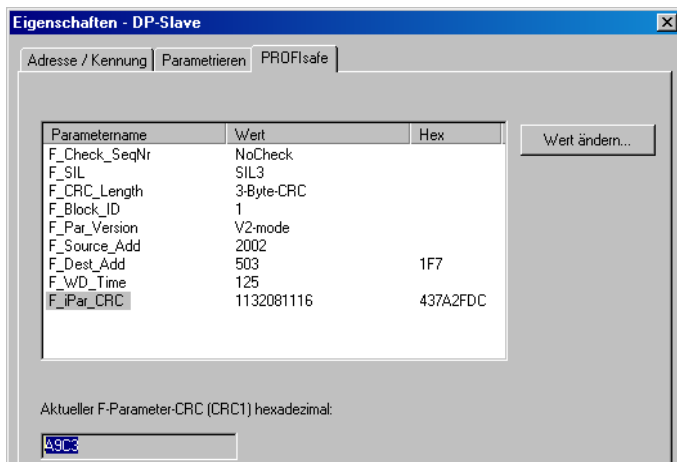 Eigenschaften - DP-Slave
Adresse / Kennung Parametrieren PROFIsafe
Parametername Wert Hex
Wert ändern...
F_Check_SeqNr NoCheck
F_SIL SIL3
F_CRC_Length 3-Byte-CRC
F_Block_ID 1
F_Par_Version V2-mode
F_Source_Add 2002
F_Dest_Add 503 1F7
F_WD_Time 125
F_iPar_CRC 1132081116 437A2FDC
Aktueller F-Parameter-CRC (CRC1) hexadezimal:
A9C3